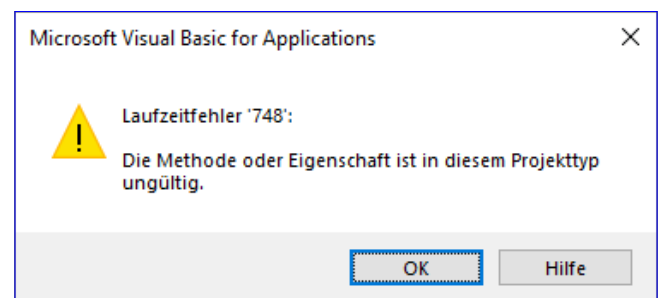 Microsoft Visual Basic for Applications
Laufzeitfehler '748':
Die Methode oder Eigenschaft ist in diesem Projekttyp
ungültig.
OK
Hilfe